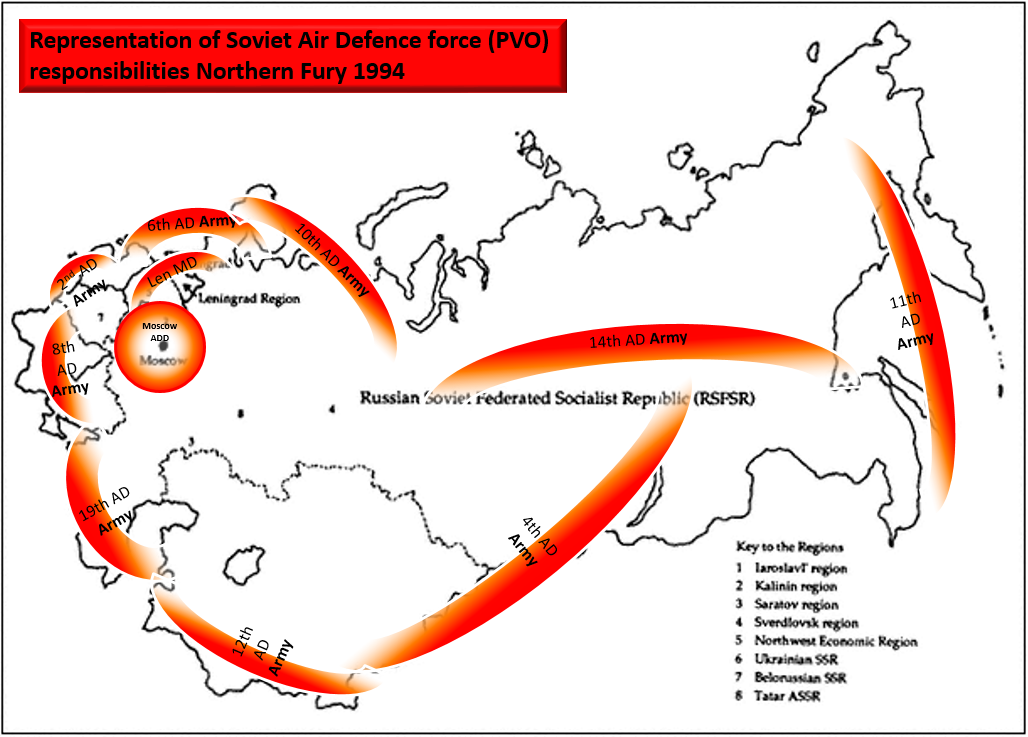 Representation of Soviet Air Defence force (PVO)
responsibilities Northern Fury 1994
6th AD Army
10th AD Army
2nd AD
Army
Len MD
Leningrad Region
7
Moscow
ADD
Moscow
8th
AD
Army
11th
AD
Army
14th AD Army
Russian Soviet Federated Socialist Republic (RSFSR)
8
4
3
19th AD
Army
4th AD
Army
12th
AD
Army
Key to the Regions
1 Iaroslavl' region
2 Kalinin region
3 Saratov region
4 Sverdlovsk region
5 Northwest Economic Region
6 Ukrainian SSR
7 Belorussian SSR
8 Tatar ASSR